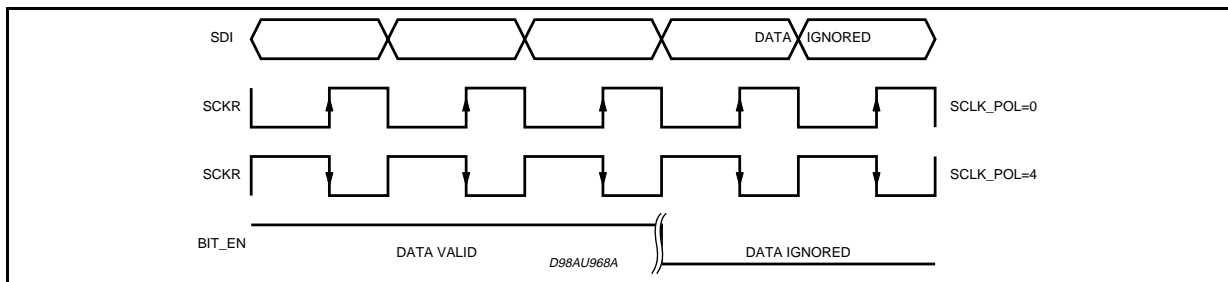 SDI DATA IGNORED
SCKR SCLK_POL=0
SCKR SCLK_POL=4
BIT_EN DATA VALID D98AU968A DATA IGNORED